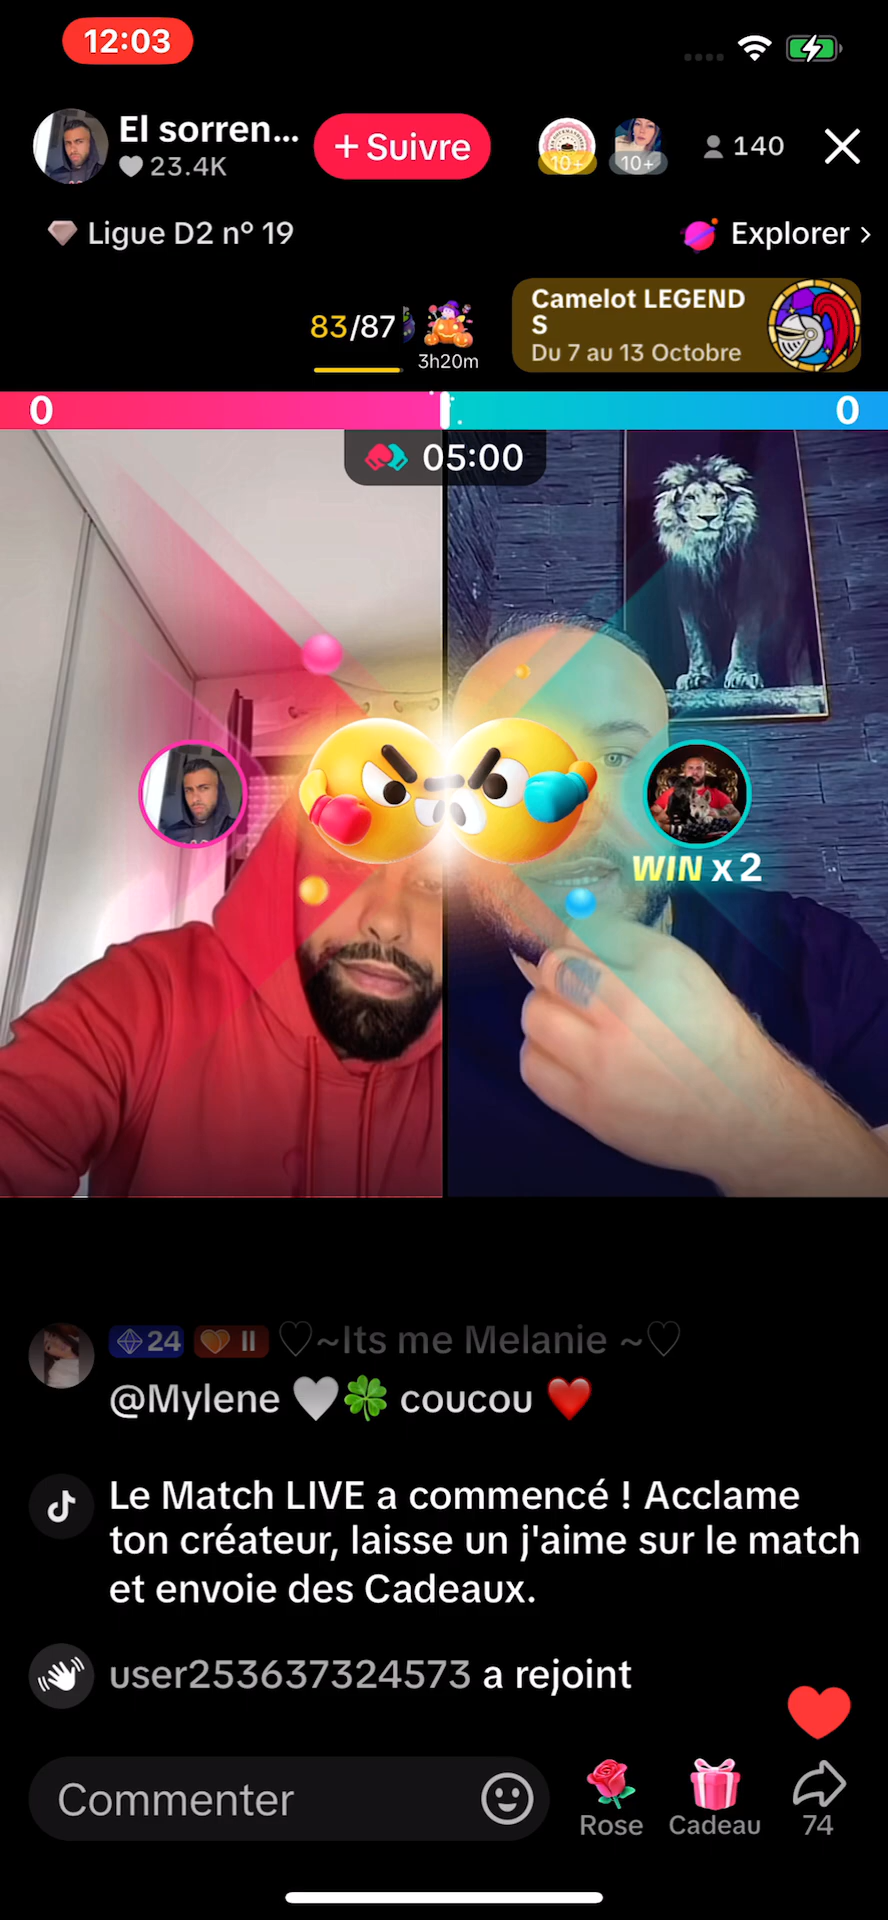 12:03
El sorren...
23.4K
+ Suivre
10+
10+
140
Ligue D2 n° 19
Explorer >
83/87
3h20m
Camelot LEGEND
S
Du 7 au 13 Octobre
0
0
05:00
WIN x 2
24 II ♡~Its me Melanie ~♡
@Mylene 🤍🍀 coucou ❤️
Le Match LIVE a commencé ! Acclame
ton créateur, laisse un j'aime sur le match
et envoie des Cadeaux.
user253637324573 a rejoint
Commenter
Rose
Cadeau
74